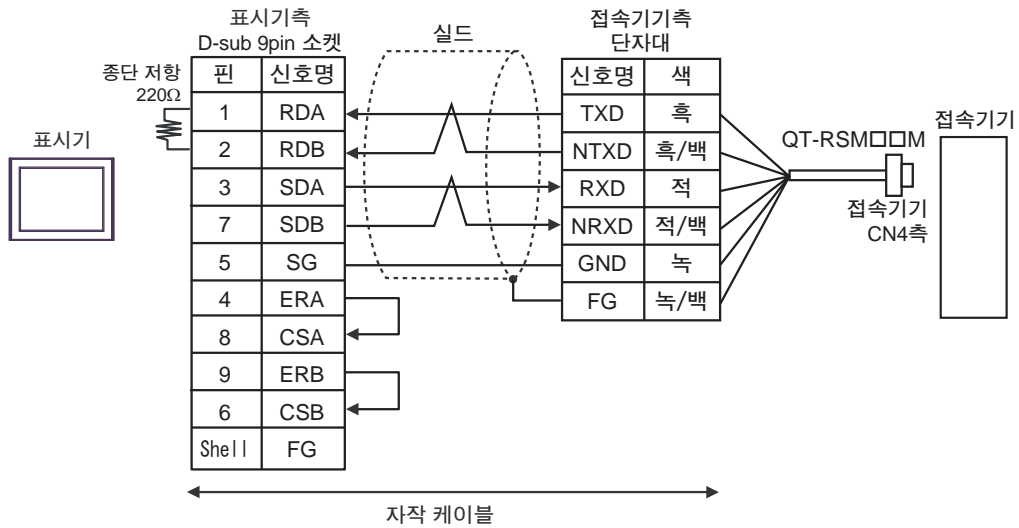 표시기측
D-sub 9pin 소켓
실드
접속기기측
단자대
종단 저항
220Ω
표시기
핀 신호명
1 RDA
2 RDB
3 SDA
7 SDB
5 SG
4 ERA
8 CSA
9 ERB
6 CSB
Shell FG
신호명 색
TXD 흑
NTXD 흑/백
RXD 적
NRXD 적/백
GND 녹
FG 녹/백
QT-RSM□□M
접속기기
접속기기
CN4측
자작 케이블